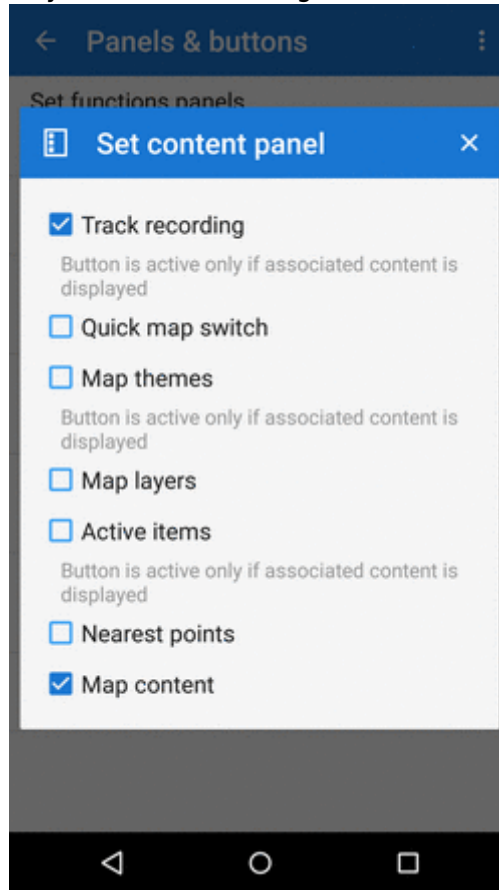 Panels & buttons
Set functions panels
Set content panel
Track recording
Button is active only if associated content is
displayed
Quick map switch
Map themes
Button is active only if associated content is
displayed
Map layers
Active items
Button is active only if associated content is
displayed
Nearest points
Map content